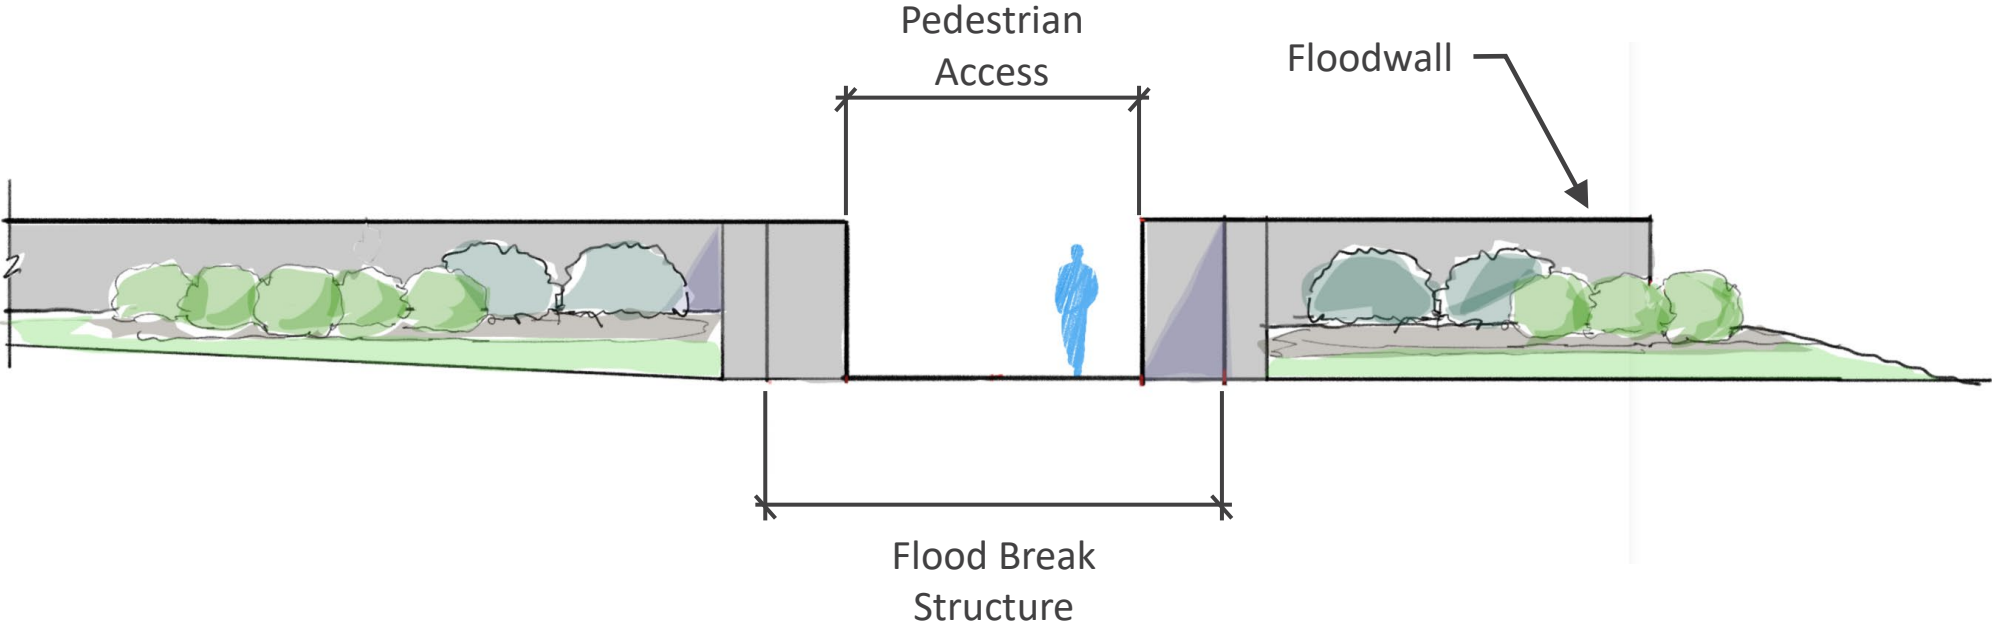 Pedestrian
Access
Floodwall
Flood Break
Structure